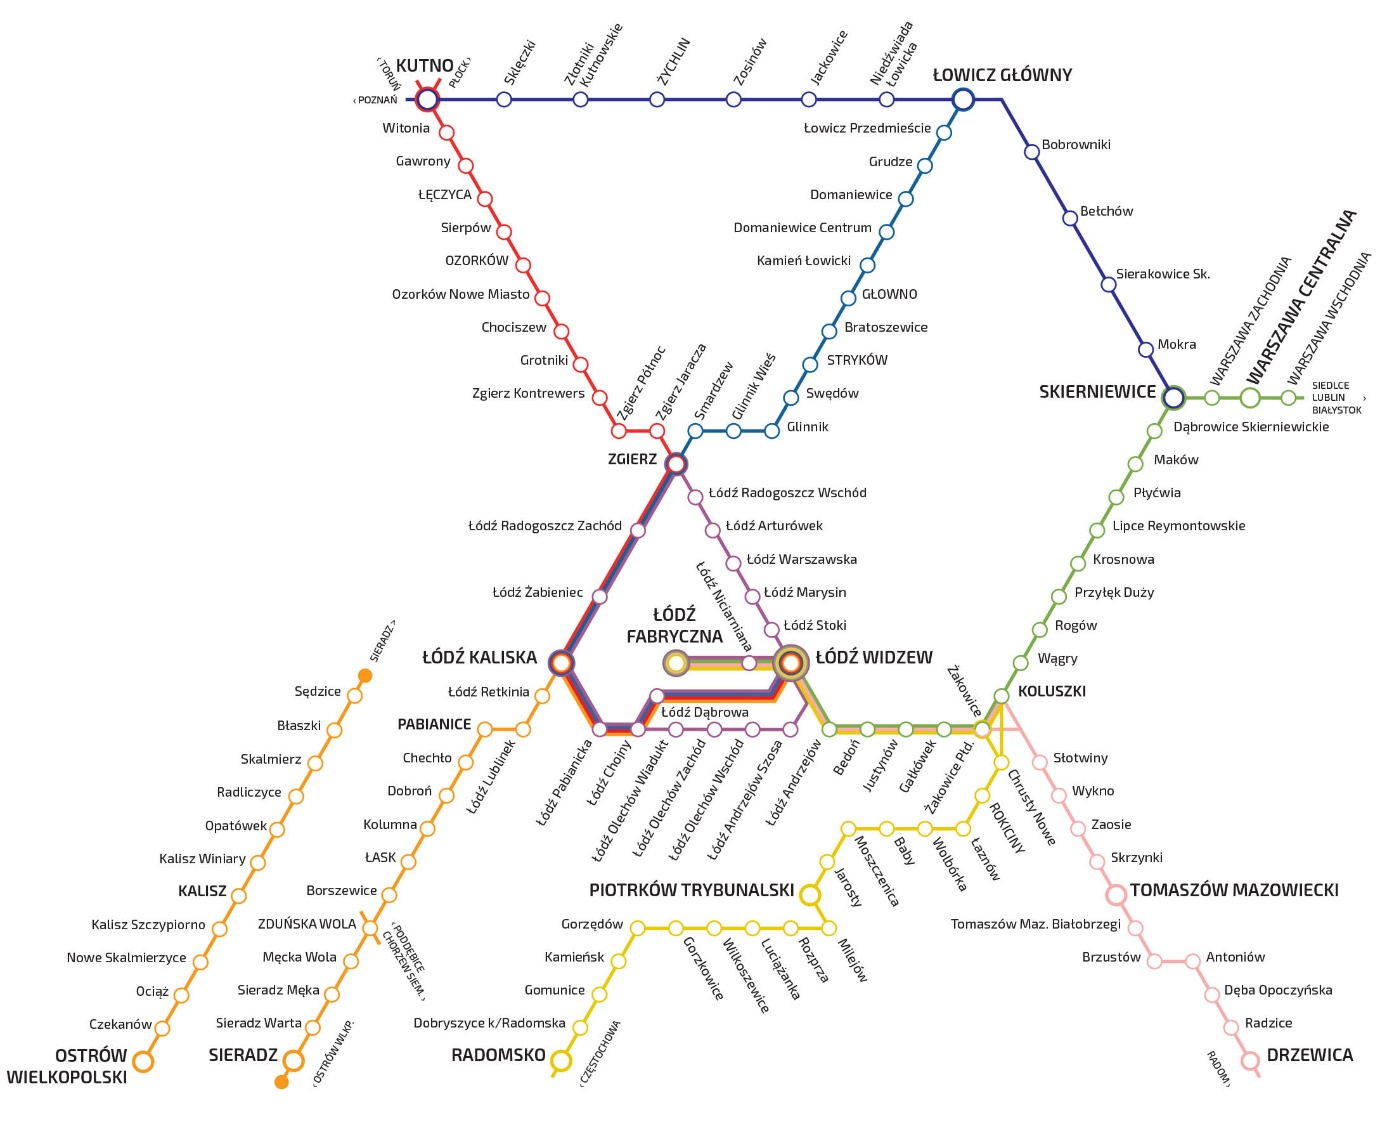 KUTNO
‹ TORUŃ
PŁOCK ›
‹ POZNAŃ
Sklęczki
Złotniki
Kutnowskie
ŻYCHLIN
Zosinów
Jackowice
Niedźwiada
Łowicka
ŁOWICZ GŁÓWNY
Witonia
Gawrony
ŁĘCZYCA
Sierpów
OZORKÓW
Ozorków Nowe Miasto
Chociszew
Grotniki
Zgierz Kontrewers
Zgierz Północ
Zgierz Jaracza
Smardzew
Glinnik Wieś
Łowicz Przedmieście
Grudze
Domaniewice
Domaniewice Centrum
Kamień Łowicki
GŁOWNO
Bratoszewice
STRYKÓW
Swędów
Glinnik
Bobrowniki
Bełchów
Sierakowice Sk.
Mokra
SKIERNIEWICE
WARSZAWA ZACHODNIA
WARSZAWA CENTRALNA
WARSZAWA WSCHODNIA
SIEDLCE
LUBLIN ›
BIAŁYSTOK
Dąbrowice Skierniewickie
Maków
Płyćwia
Lipce Reymontowskie
Krosnowa
Przyłęk Duży
Rogów
Wągry
KOLUSZKI
ZGIERZ
Łódź Radogoszcz Zachód
Łódź Żabieniec
ŁÓDŹ KALISKA
Łódź Radogoszcz Wschód
Łódź Arturówek
Łódź Warszawska
Łódź Marysin
Łódź Stoki
Łódź Niciarniana
ŁÓDŹ
FABRYCZNA
ŁÓDŹ WIDZEW
Łódź Retkinia
PABIANICE
Łódź Lublinek
Łódź Pabianicka
Łódź Chojny
Łódź Dąbrowa
Łódź Olechów Wiadukt
Łódź Olechów Zachód
Łódź Olechów Wschód
Łódź Andrzejów Szosa
Łódź Andrzejów
Bedoń
Justynów
Gałkówek
Żakowice Płd.
Żakowice
SIERADZ ›
Sędzice
Błaszki
Skalmierz
Radliczyce
Opatówek
Kalisz Winiary
KALISZ
Kalisz Szczypiorno
Nowe Skalmierzyce
Ociąż
Czekanów
OSTRÓW
WIELKOPOLSKI
Chechło
Dobroń
Kolumna
ŁASK
Borszewice
ZDUŃSKA WOLA
‹ PODDĘBICE
CHORZEW SIEM. ›
Męcka Wola
Sieradz Męka
Sieradz Warta
SIERADZ
‹ OSTRÓW WLKP.
Chrusty Nowe
ROKICINY
Łaznów
Wolbórka
Baby
Moszczenica
Jarosty
PIOTRKÓW TRYBUNALSKI
Milejów
Rozprza
Luciążanka
Wilkoszewice
Gorzkowice
Gorzędów
Kamieńsk
Gomunice
Dobryszyce k/Radomska
RADOMSKO
‹ CZĘSTOCHOWA
Słotwiny
Wykno
Zaosie
Skrzynki
TOMASZÓW MAZOWIECKI
Tomaszów Maz. Białobrzegi
Brzustów
Antoniów
Dęba Opoczyńska
Radzice
DRZEWICA
RADOM ›